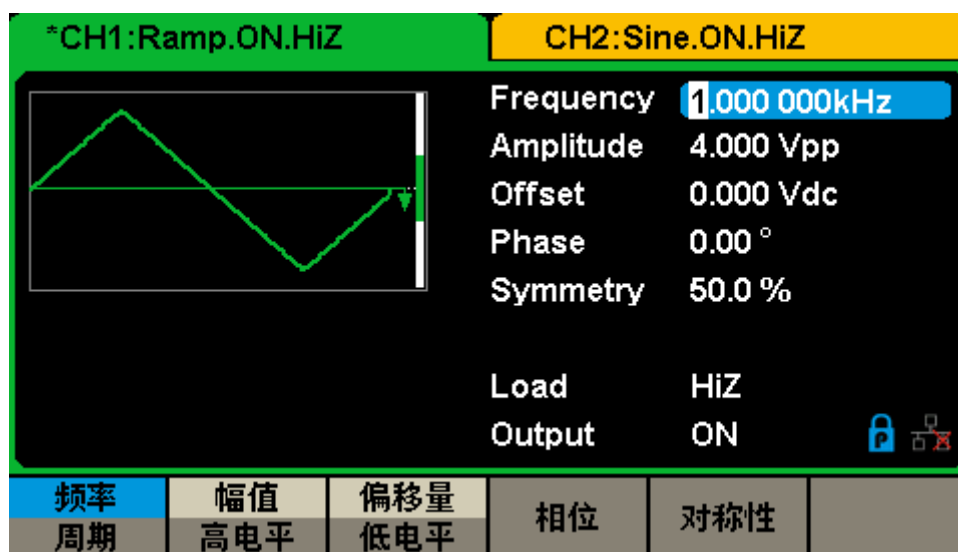 *CH1:Ramp.ON.HiZ CH2:Sine.ON.HiZ
Frequency 1.000 000kHz
Amplitude 4.000 Vpp
Offset 0.000 Vdc
Phase 0.00 °
Symmetry 50.0 %
Load HiZ
Output ON
频率 幅值 偏移量 相位 对称性
周期 高电平 低电平